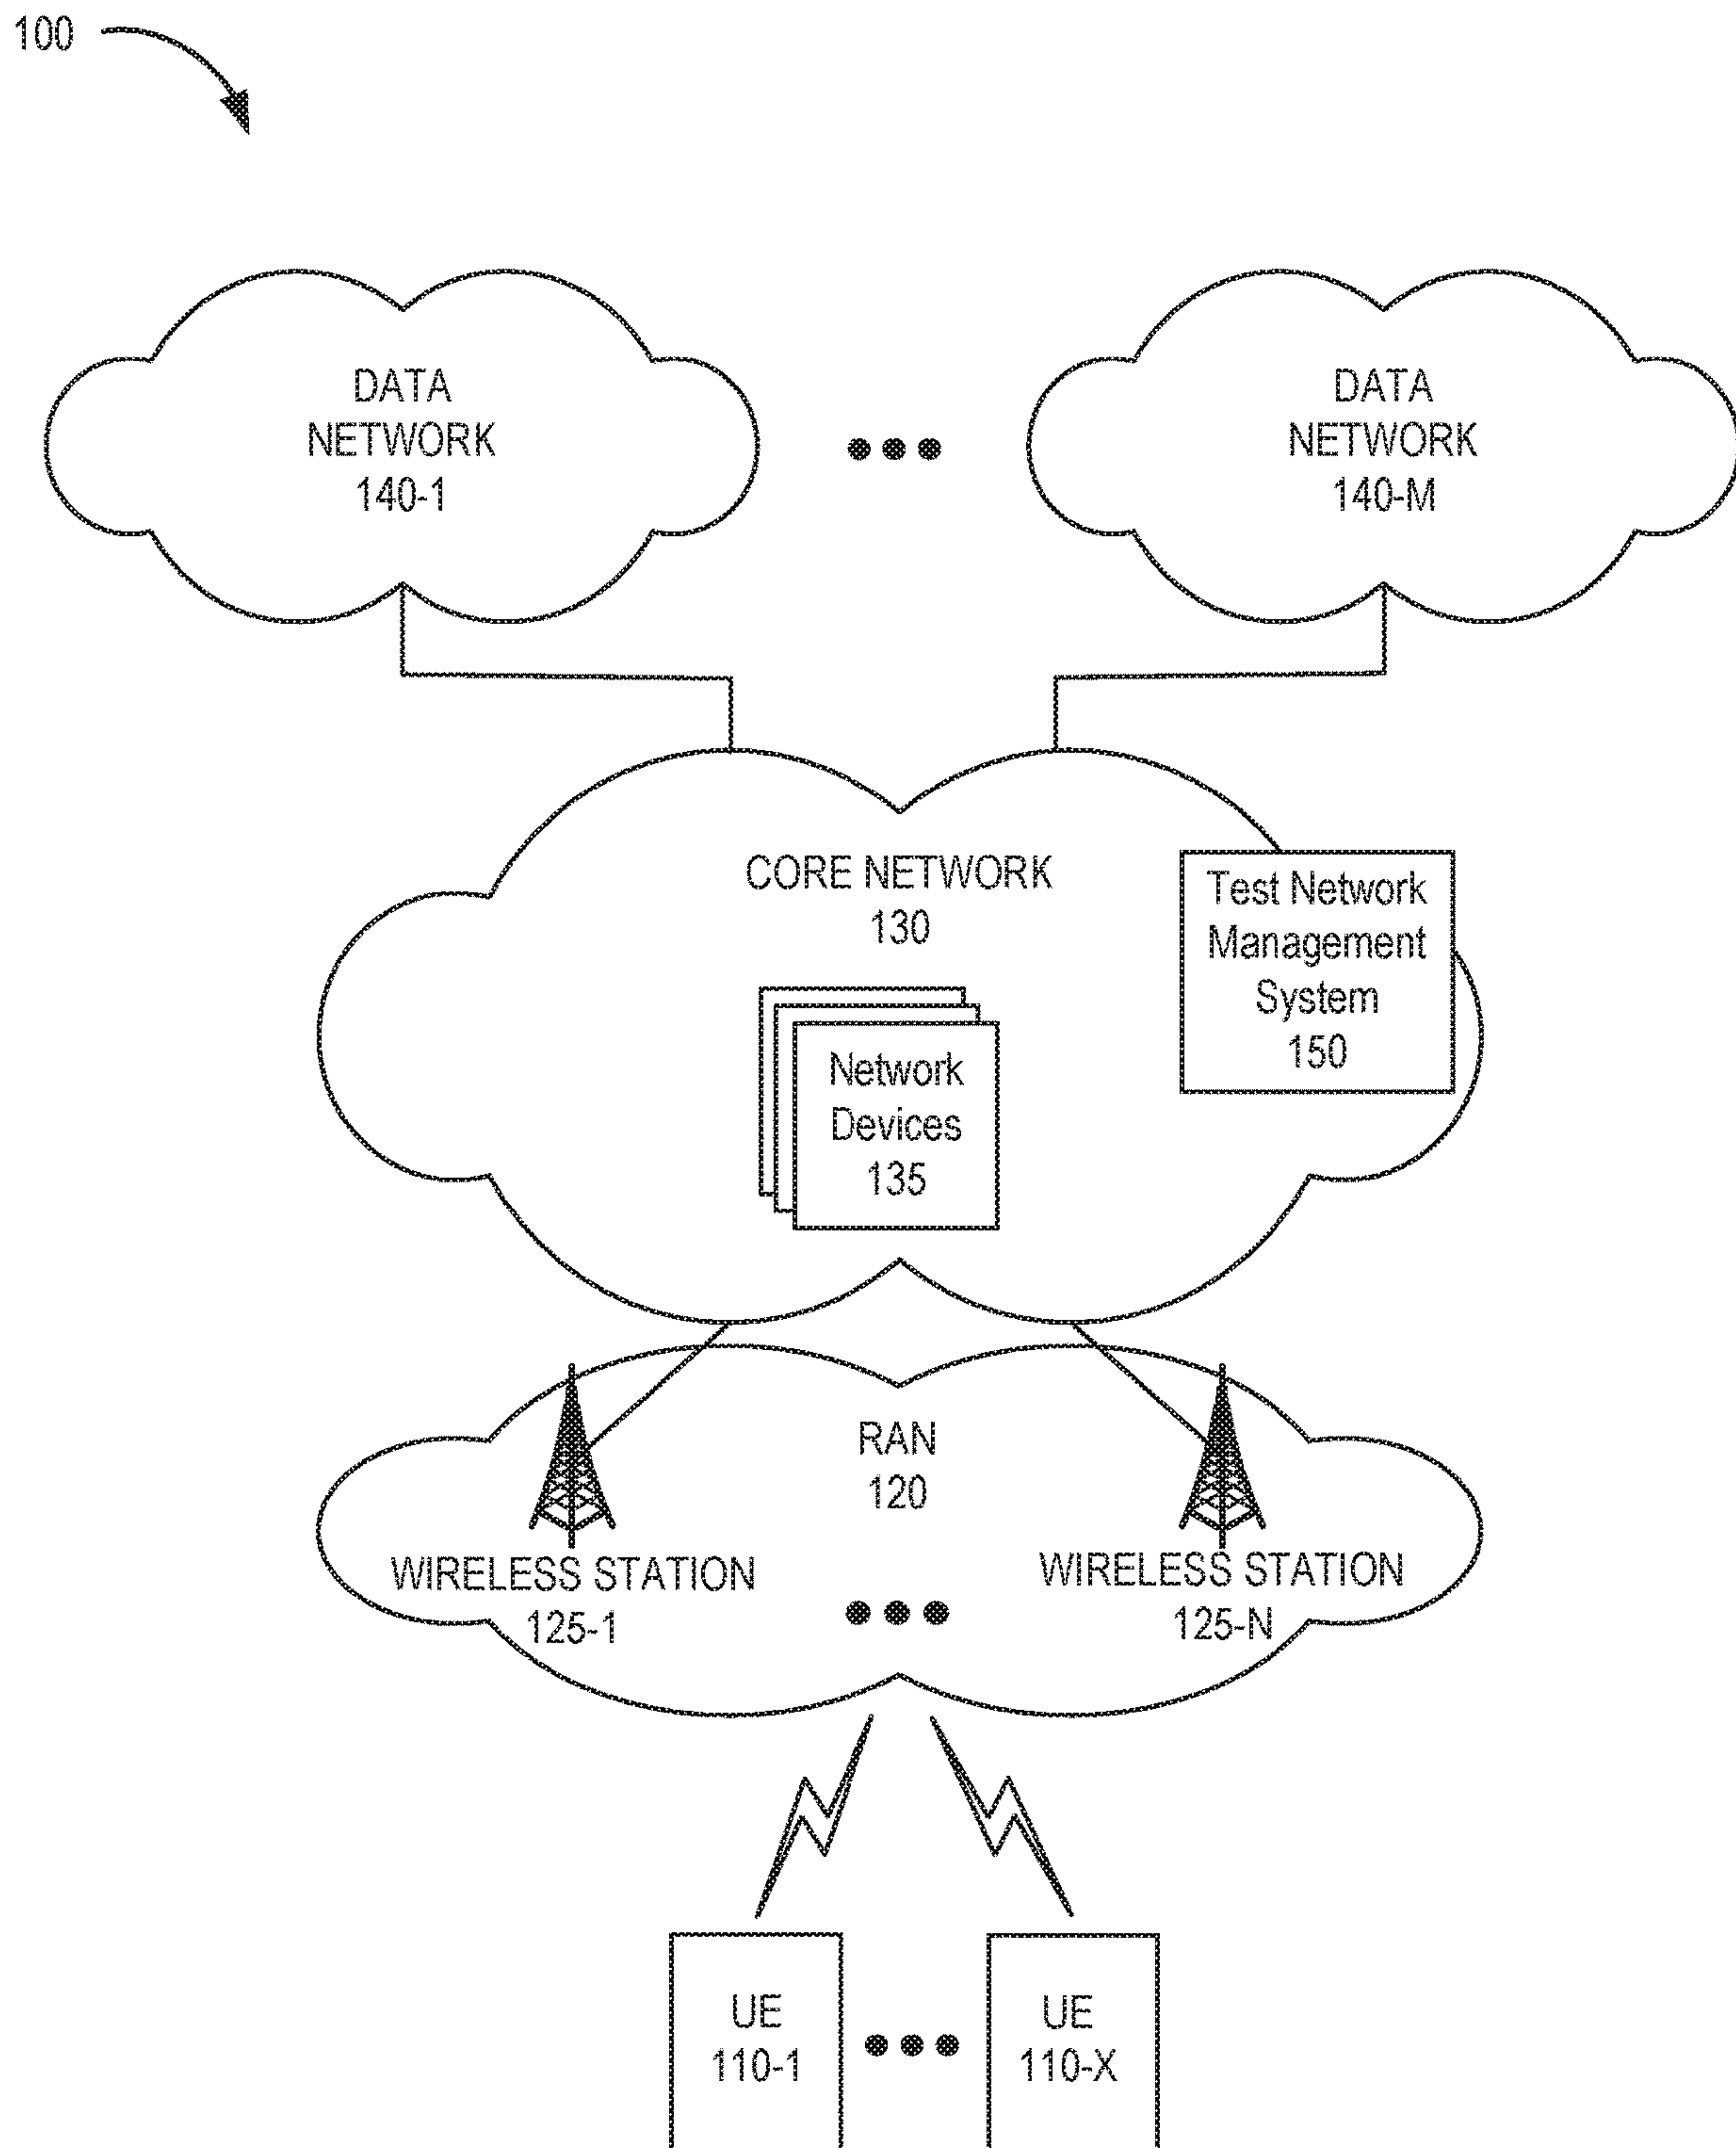 100
DATA
NETWORK
140-1
DATA
NETWORK
140-M
CORE NETWORK
130
Test Network
Management
System
150
Network
Devices
135
RAN
120
WIRELESS STATION
125-1
WIRELESS STATION
125-N
UE
110-1
UE
110-X